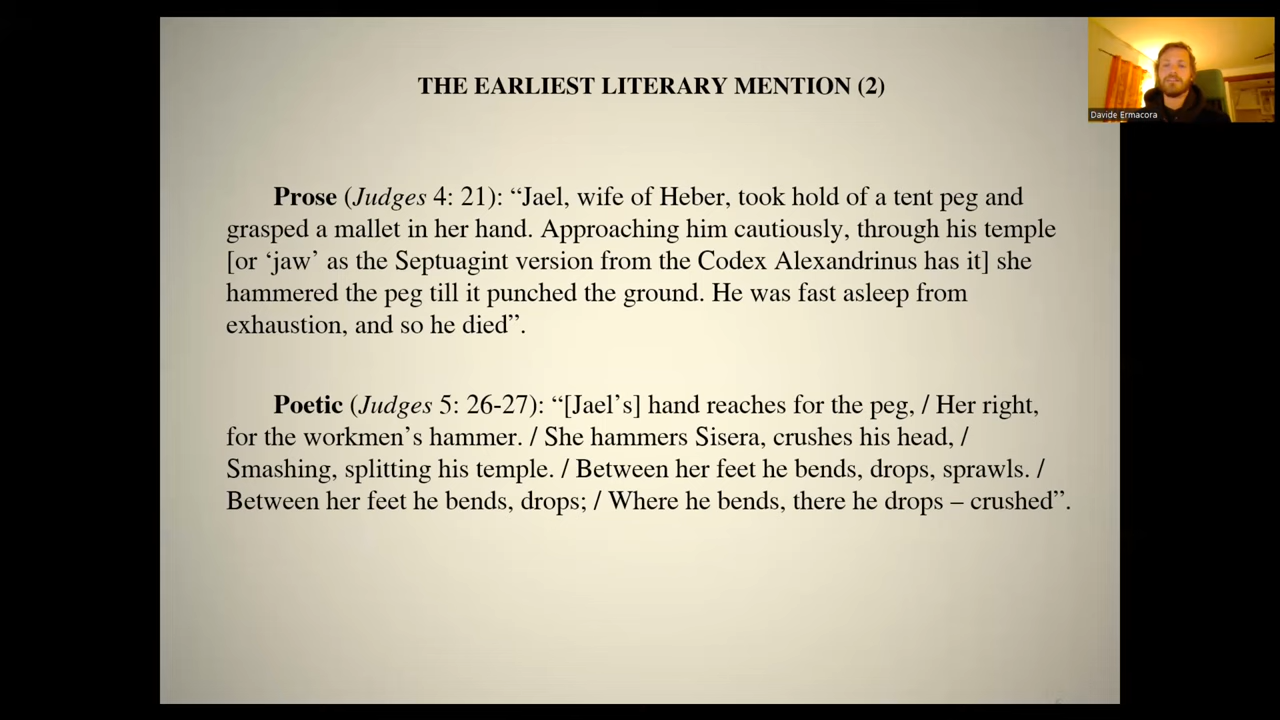 THE EARLIEST LITERARY MENTION (2)
Davide Ermacora
Prose (Judges 4: 21): “Jael, wife of Heber, took hold of a tent peg and
grasped a mallet in her hand. Approaching him cautiously, through his temple
[or ‘jaw’ as the Septuagint version from the Codex Alexandrinus has it] she
hammered the peg till it punched the ground. He was fast asleep from
exhaustion, and so he died”.
Poetic (Judges 5: 26-27): “[Jael’s] hand reaches for the peg, / Her right,
for the workmen’s hammer. / She hammers Sisera, crushes his head, /
Smashing, splitting his temple. / Between her feet he bends, drops, sprawls. /
Between her feet he bends, drops; / Where he bends, there he drops – crushed”.